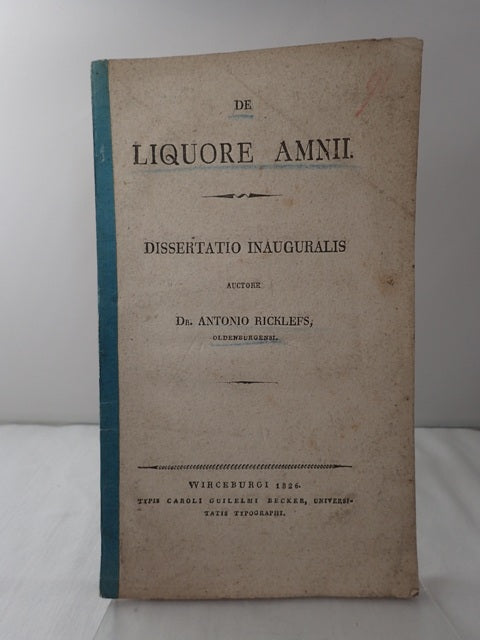 DE
LIQUORE AMNII.
DISSERTATIO INAUGURALIS
AUCTORE
DR. ANTONIO RICKLEFS,
OLDENBURGENSI.
WIRCEBURGI 1826.
TYPIS CAROLI GUILELMI BECKER, UNIVERSI-
TATIS TYPOGRAPHI.